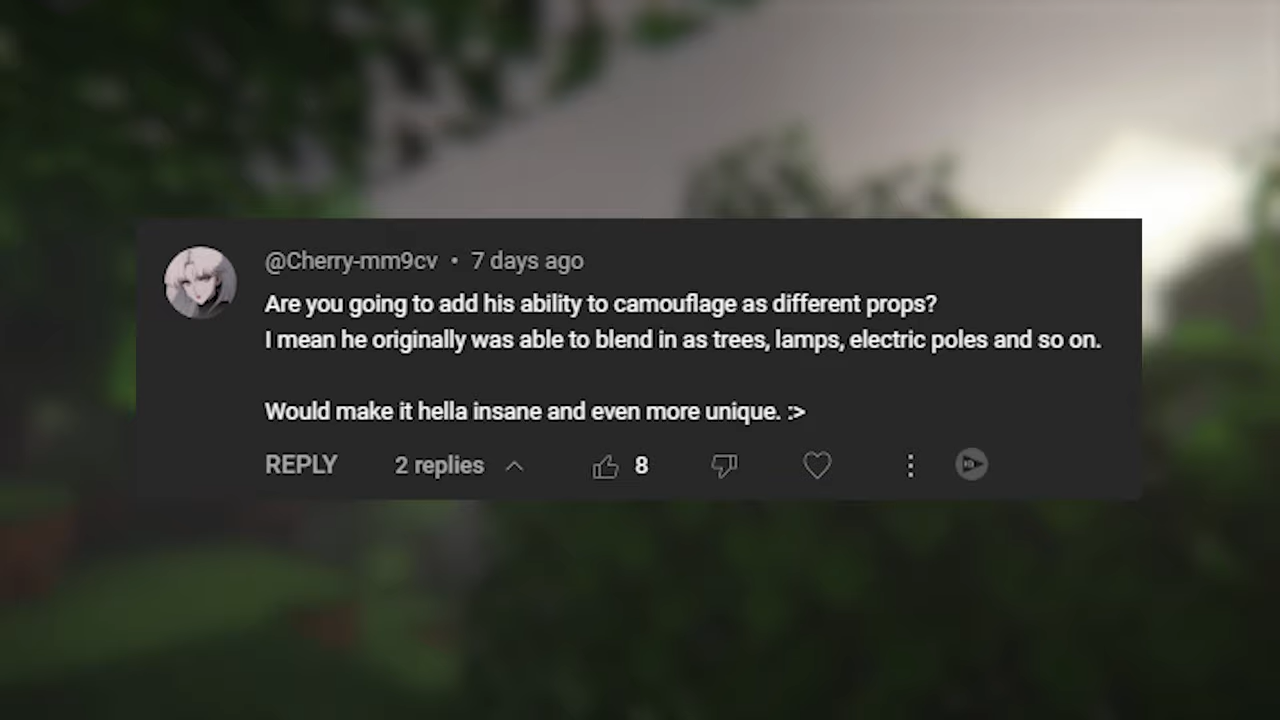 @Cherry-mm9cv • 7 days ago
Are you going to add his ability to camouflage as different props?
I mean he originally was able to blend in as trees, lamps, electric poles and so on.
Would make it hella insane and even more unique. :>
REPLY 2 replies 8